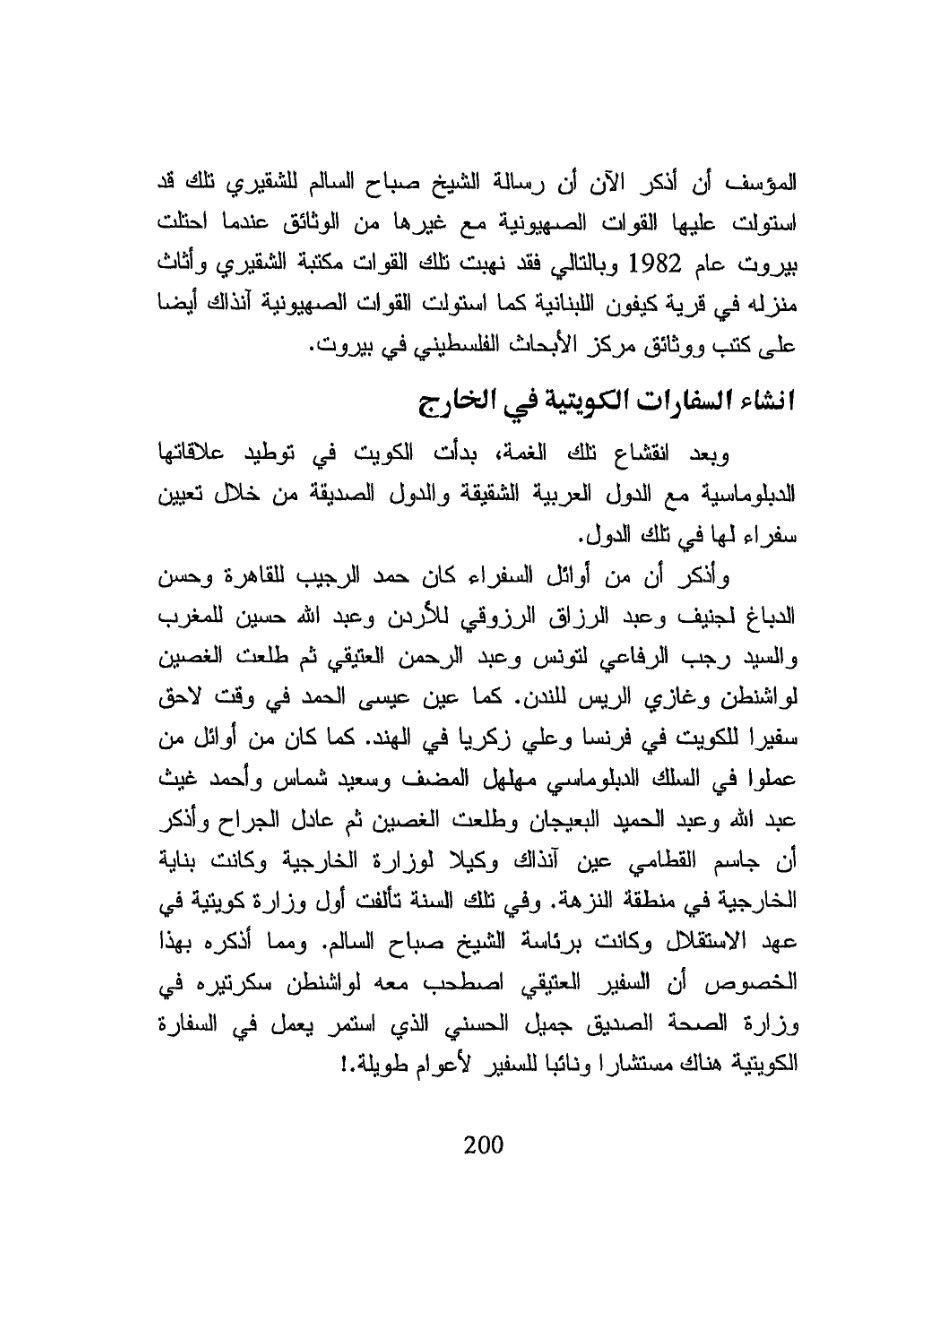 المؤسف أن أذكر الآن أن رسالة الشيخ صباح السالم للشقيري تلك قد
استولت عليها القوات الصهيونية مع غيرها من الوثائق عندما احتلت
بيروت عام 1982 وبالتالي فقد نهبت تلك القوات مكتبة الشقيري وأثاث
منزله في قرية كيفون اللبنانية كما استولت القوات الصهيونية آنذاك أيضا
على كتب ووثائق مركز الأبحاث الفلسطيني في بيروت.
انشاء السفارات الكويتية في الخارج
وبعد انقشاع تلك الغمة، بدأت الكويت في توطيد علاقاتها
الدبلوماسية مع الدول العربية الشقيقة والدول الصديقة من خلال تعيين
سفراء لها في تلك الدول.
وأذكر أن من أوائل السفراء كان حمد الرجيب للقاهرة وحسن
الدباغ لجنيف وعبد الرزاق الرزوقي للأردن وعبد الله حسين للمغرب
والسيد رجب الرفاعي لتونس وعبد الرحمن العتيقي ثم طلعت الغصين
لواشنطن وغازي الريس للندن. كما عين عيسى الحمد في وقت لاحق
سفيرا للكويت في فرنسا وعلي زكريا في الهند. كما كان من أوائل من
عملوا في السلك الدبلوماسي مهلهل المضف وسعيد شماس وأحمد غيث
عبد الله وعبد الحميد البعيجان وطلعت الغصين ثم عادل الجراح وأذكر
أن جاسم القطامي عين آنذاك وكيلا لوزارة الخارجية وكانت بناية
الخارجية في منطقة النزهة. وفي تلك السنة تألفت أول وزارة كويتية في
عهد الاستقلال وكانت برئاسة الشيخ صباح السالم. ومما أذكره بهذا
الخصوص أن السفير العتيقي اصطحب معه لواشنطن سكرتيره في
وزارة الصحة الصديق جميل الحسني الذي استمر يعمل في السفارة
الكويتية هناك مستشارا ونائبا للسفير لأعوام طويلة.!
200